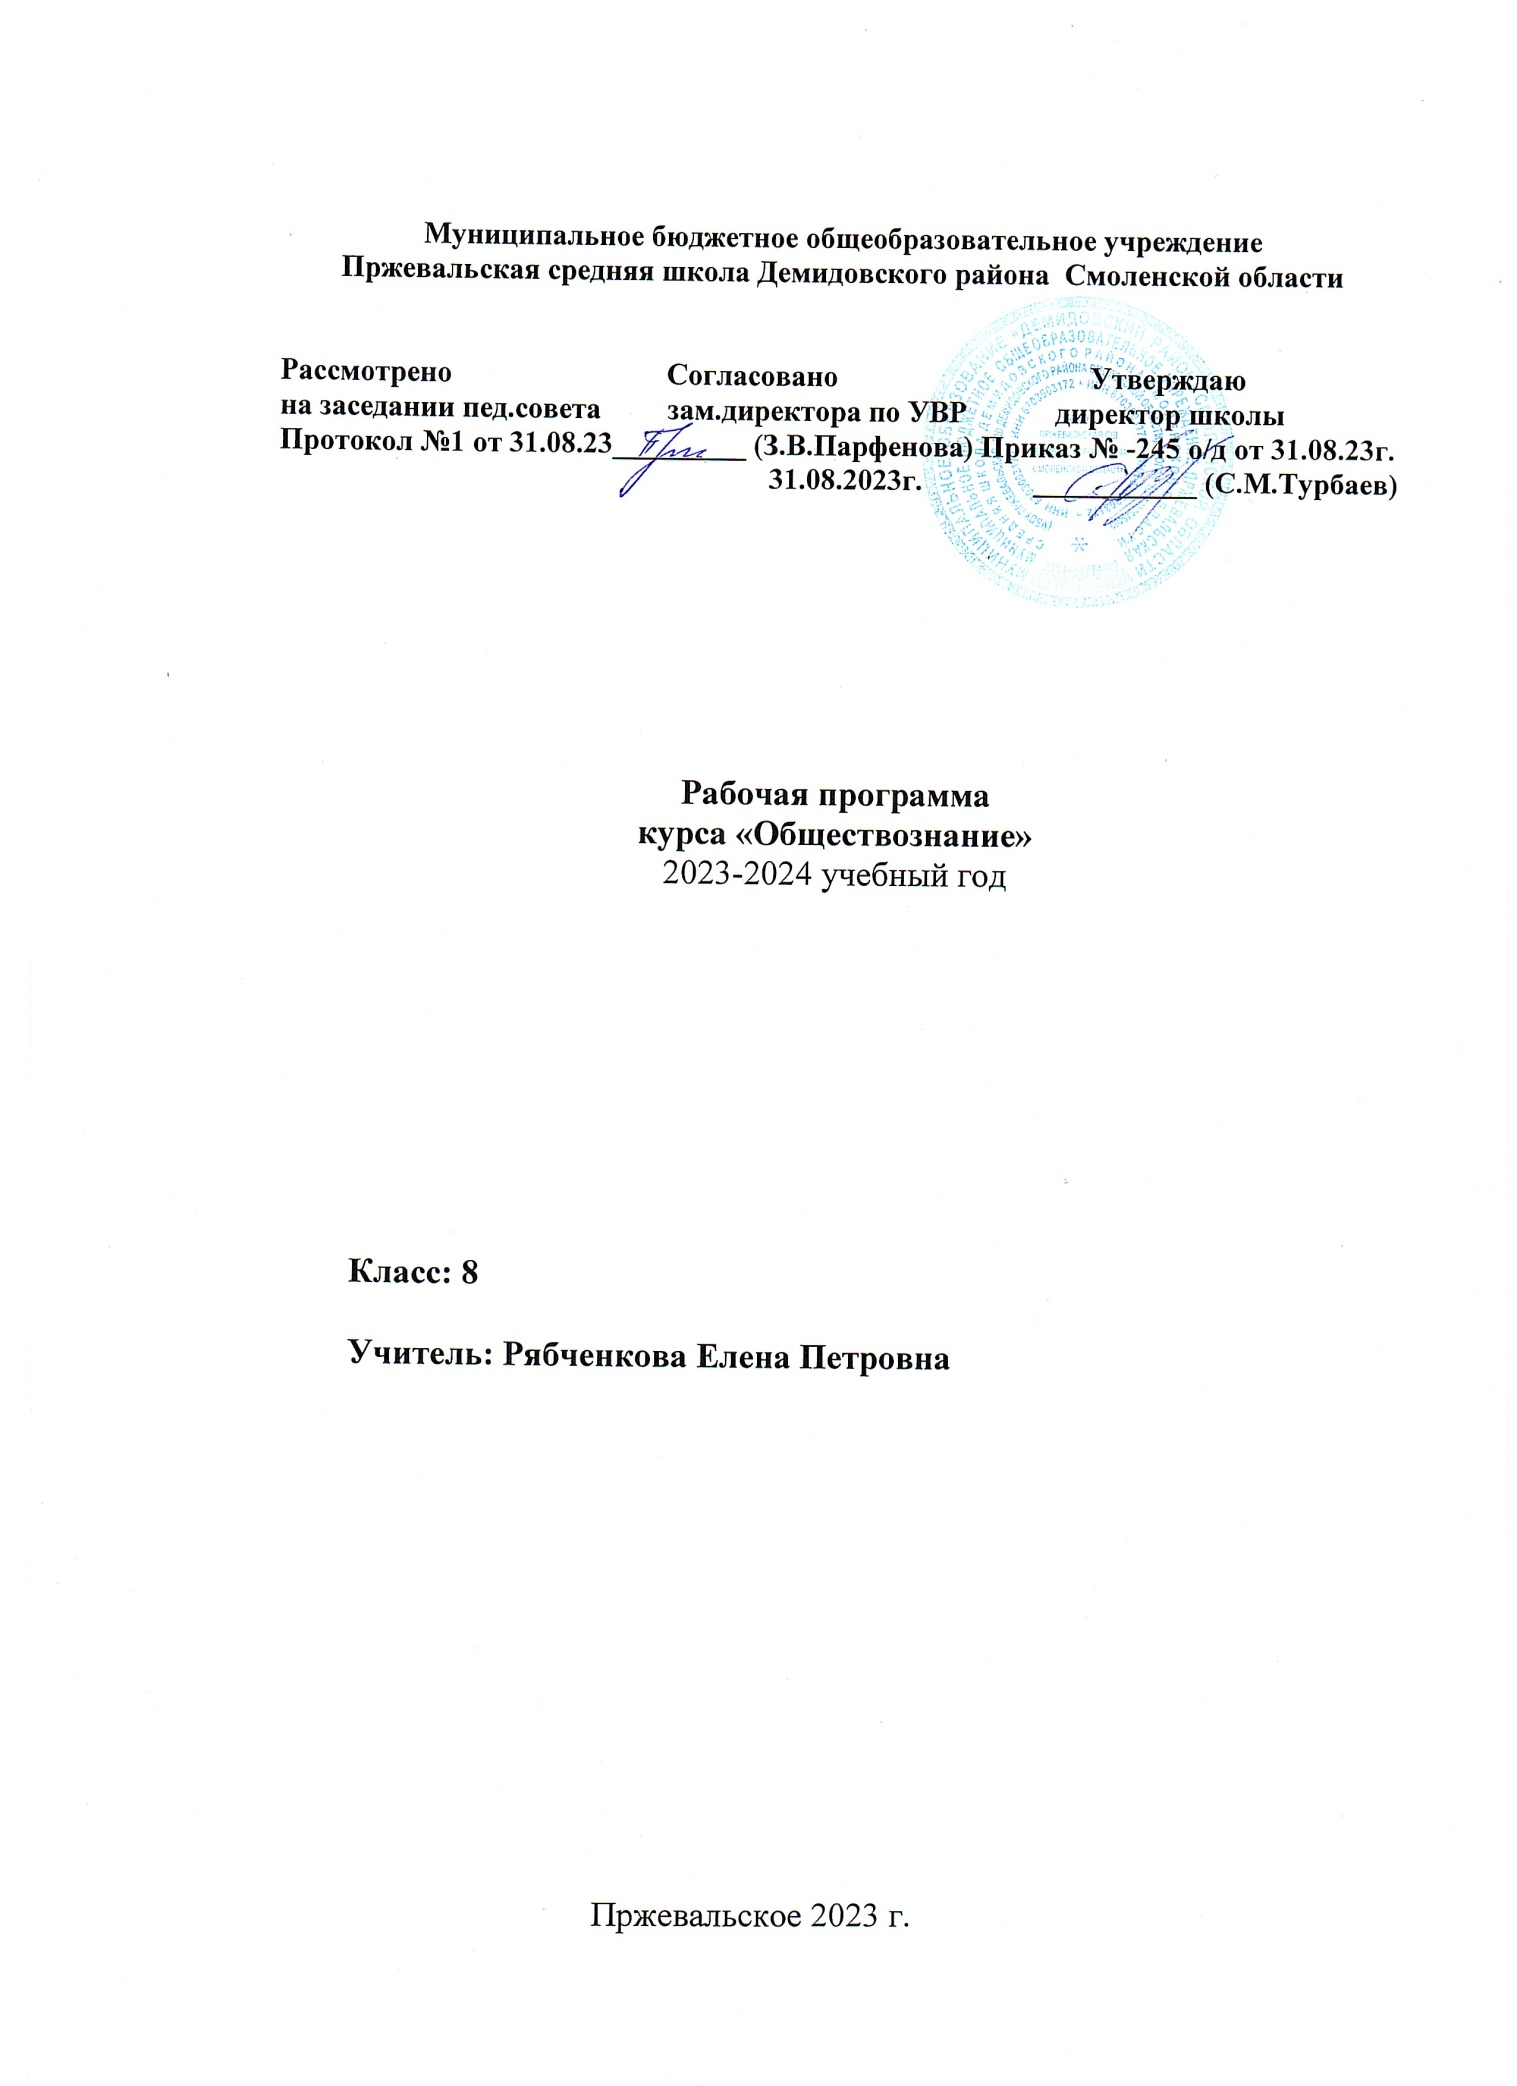 Муниципальное бюджетное общеобразовательное учреждение
Пржевальская средняя школа Демидовского района Смоленской области
Рассмотрено Согласовано Утверждаю
на заседании пед.совета зам.директора по УВР директор школы
Протокол №1 от 31.08.23_________ (З.В.Парфенова) Приказ № -245 о/д от 31.08.23г.
31.08.2023г. ___________ (С.М.Турбаев)
Рабочая программа
курса «Обществознание»
2023-2024 учебный год
Класс: 8
Учитель: Рябченкова Елена Петровна
Пржевальское 2023 г.